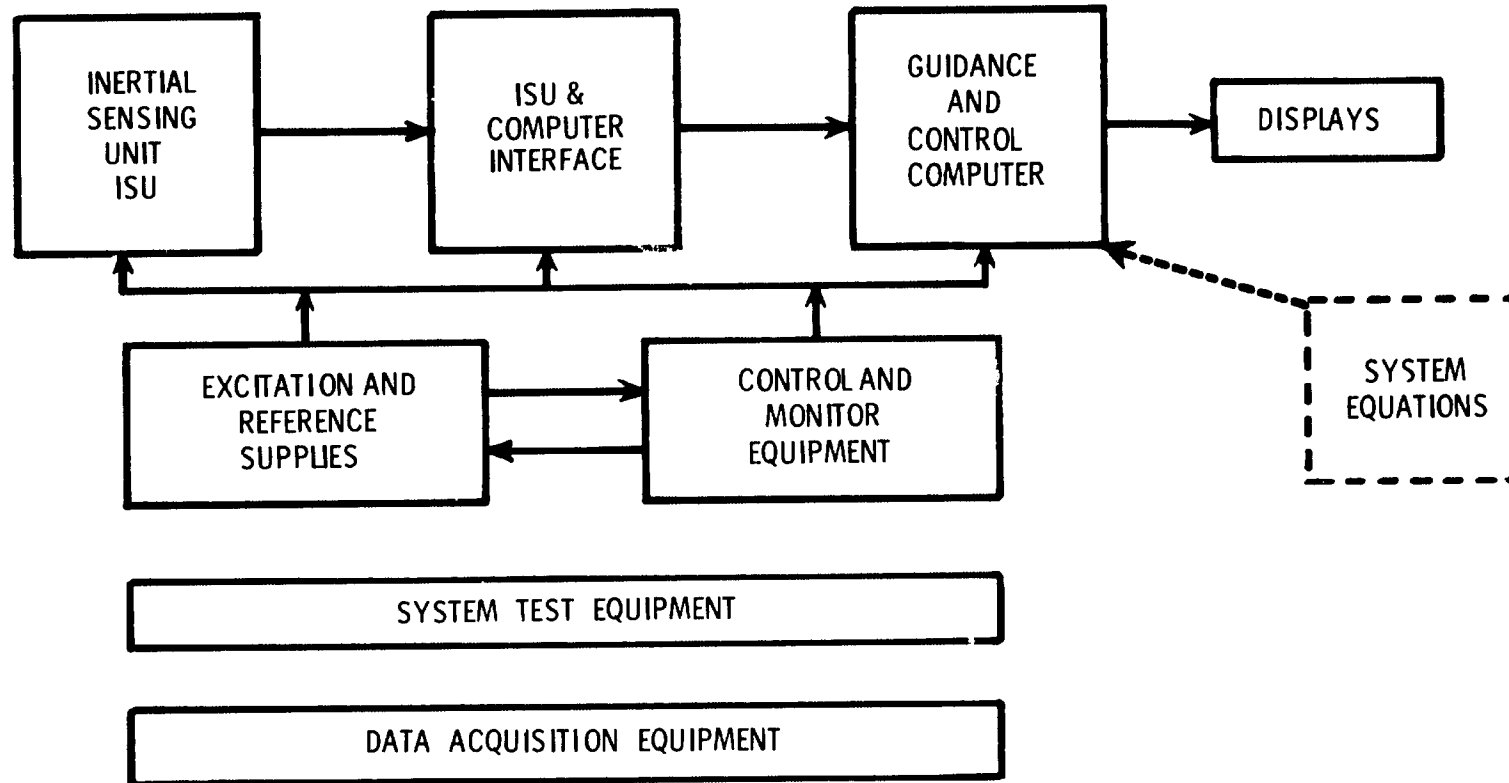 INERTIAL
SENSING
UNIT
ISU
ISU &
COMPUTER
INTERFACE
GUIDANCE
AND
CONTROL
COMPUTER
DISPLAYS
EXCITATION AND
REFERENCE
SUPPLIES
CONTROL AND
MONITOR
EQUIPMENT
SYSTEM
EQUATIONS
SYSTEM TEST EQUIPMENT
DATA ACQUISITION EQUIPMENT